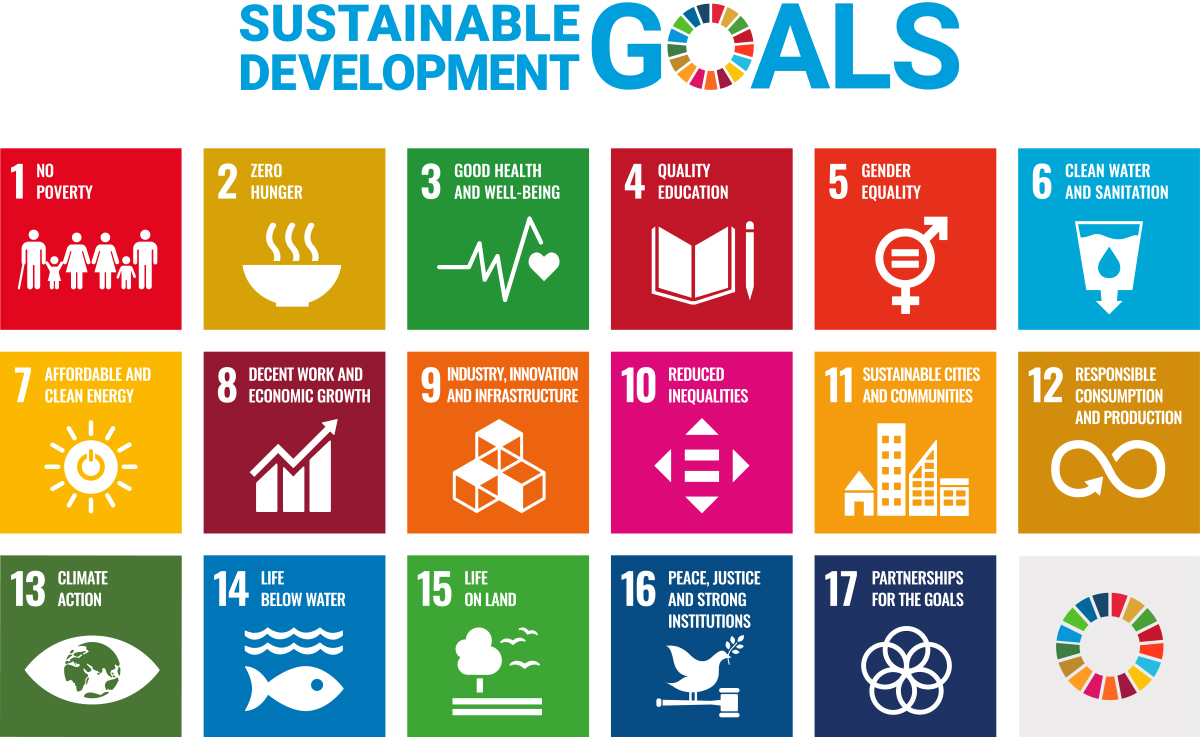 SUSTAINABLE
DEVELOPMENT
GOALS
1 NO
POVERTY
2 ZERO
HUNGER
3 GOOD HEALTH
AND WELL-BEING
4 QUALITY
EDUCATION
5 GENDER
EQUALITY
6 CLEAN WATER
AND SANITATION
7 AFFORDABLE AND
CLEAN ENERGY
8 DECENT WORK AND
ECONOMIC GROWTH
9 INDUSTRY, INNOVATION
AND INFRASTRUCTURE
10 REDUCED
INEQUALITIES
11 SUSTAINABLE CITIES
AND COMMUNITIES
12 RESPONSIBLE
CONSUMPTION
AND PRODUCTION
13 CLIMATE
ACTION
14 LIFE
BELOW WATER
15 LIFE
ON LAND
16 PEACE, JUSTICE
AND STRONG
INSTITUTIONS
17 PARTNERSHIPS
FOR THE GOALS